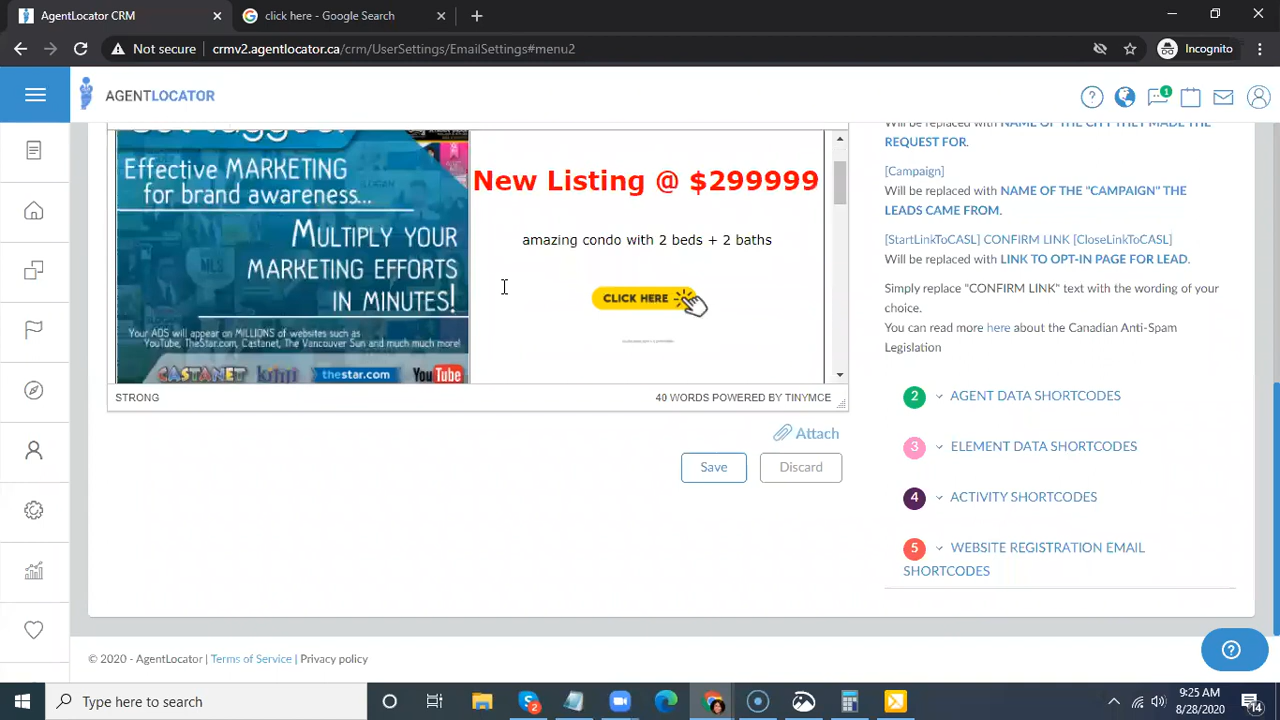 Agent Locator CRM
click here - Google Search
Not secure
crmv2.agentlocator.ca/crm/UserSettings/EmailSettings#menu2
Incognito
AGENTLOCATOR
1
Effective MARKETING
for brand awareness...
MULTIPLY YOUR
MARKETING EFFORTS
IN MINUTES!
Your ADS will appear on MILLIONS of websites such as
YouTube, TheStar.com, Castanet, The Vancouver Sun and much much more!
CASTANET
thestar.com
YouTube
New Listing @ $299999
amazing condo with 2 beds + 2 baths
CLICK HERE
STRONG
40 WORDS POWERED BY TINYMCE
Attach
Save
Discard
Will be replaced with NAME OF THE CITY THEY MADE THE
REQUEST FOR.
[Campaign]
Will be replaced with NAME OF THE "CAMPAIGN" THE
LEADS CAME FROM.
[StartLinkToCASL] CONFIRM LINK [CloseLinkToCASL]
Will be replaced with LINK TO OPT-IN PAGE FOR LEAD.
Simply replace "CONFIRM LINK" text with the wording of your
choice.
You can read more here about the Canadian Anti-Spam
Legislation
2 AGENT DATA SHORTCODES
3 ELEMENT DATA SHORTCODES
4 ACTIVITY SHORTCODES
5 WEBSITE REGISTRATION EMAIL
SHORTCODES
© 2020 - AgentLocator | Terms of Service | Privacy policy
Type here to search
2
9:25 AM
8/28/2020
14